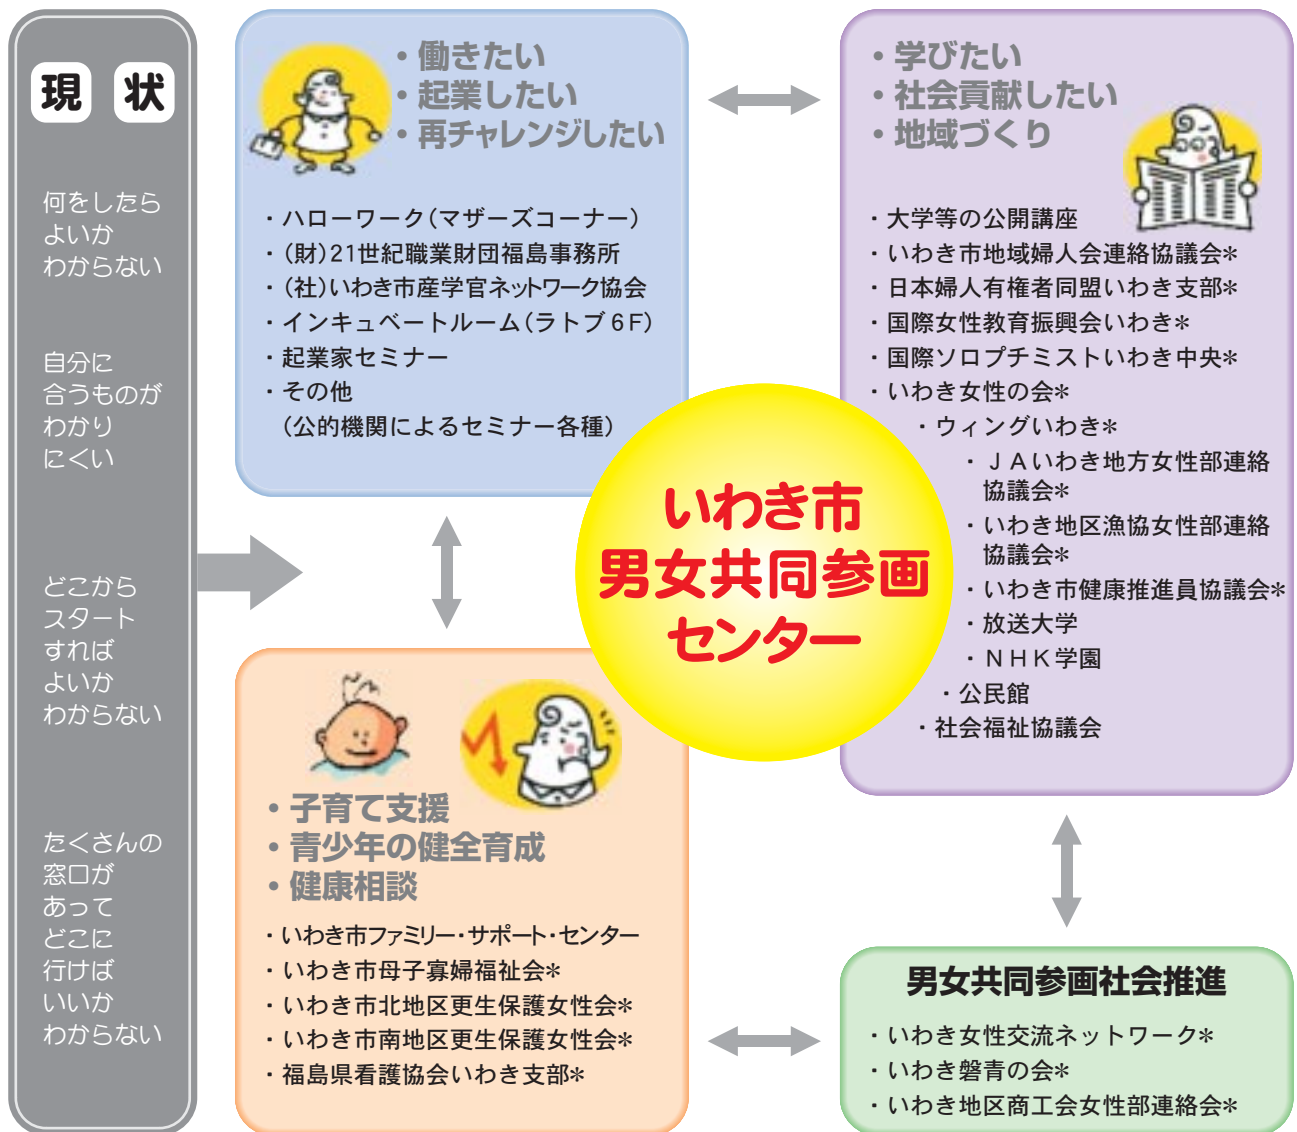 現状
何をしたら
よいか
わからない
自分に
合うものが
わかり
にくい
どこから
スタート
すれば
よいか
わからない
たくさんの
窓口が
あって
どこに
行けば
いいか
わからない
・働きたい
・起業したい
・再チャレンジしたい
・ハローワーク(マザーズコーナー)
・(財)21世紀職業財団福島事務所
・(社)いわき市産学官ネットワーク協会
・インキュベートルーム(ラトブ6F)
・起業家セミナー
・その他
(公的機関によるセミナー各種)
・学びたい
・社会貢献したい
・地域づくり
・大学等の公開講座
・いわき市地域婦人会連絡協議会*
・日本婦人有権者同盟いわき支部*
・国際女性教育振興会いわき*
・国際ソロプチミストいわき中央*
・いわき女性の会*
・ウィングいわき*
・JAいわき地方女性部連絡
協議会*
・いわき地区漁協女性部連絡
協議会*
・いわき市健康推進員協議会*
・放送大学
・NHK学園
・公民館
・社会福祉協議会
いわき市
男女共同参画
センター
・子育て支援
・青少年の健全育成
・健康相談
・いわき市ファミリー・サポート・センター
・いわき市母子寡婦福祉会*
・いわき市北地区更生保護女性会*
・いわき市南地区更生保護女性会*
・福島県看護協会いわき支部*
男女共同参画社会推進
・いわき女性交流ネットワーク*
・いわき磐青の会*
・いわき地区商工会女性部連絡会*